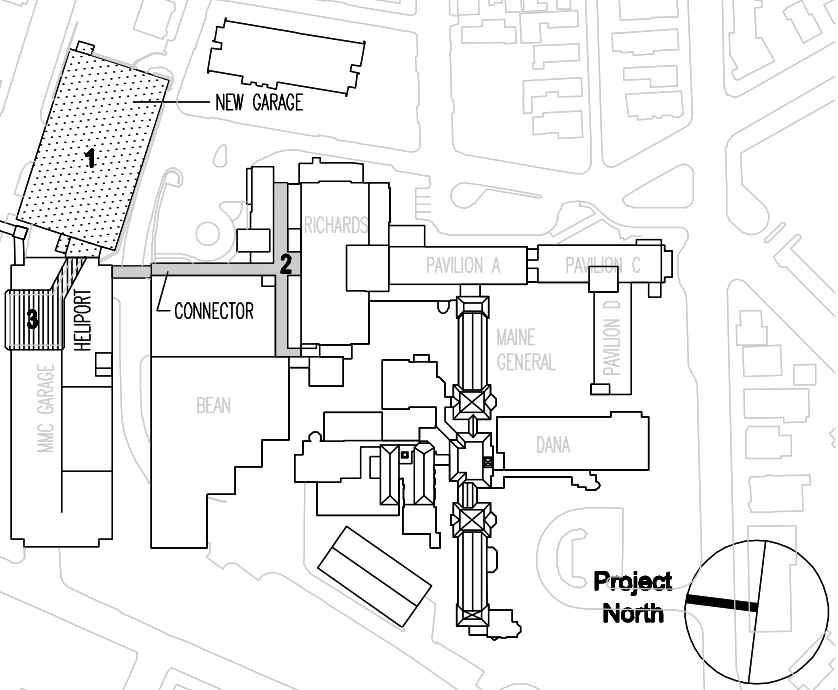 NEW GARAGE
1
RICHARDS
2
PAVILION A
PAVILION C
CONNECTOR
3
HELIPORT
MAINE
GENERAL
PAVILION D
MMC GARAGE
BEAN
DANA
Project
North